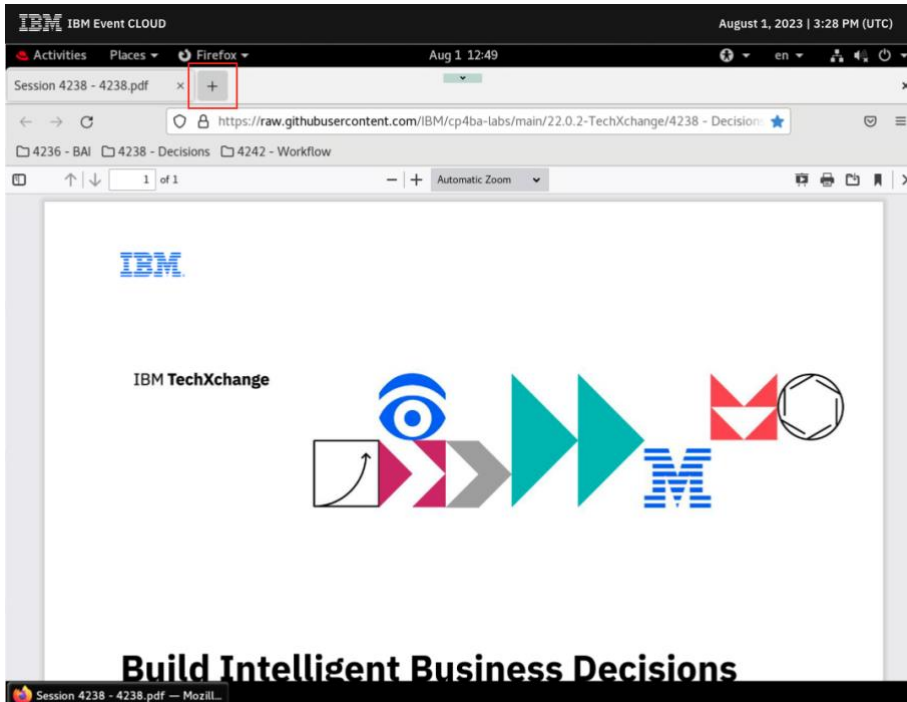 IBM IBM Event CLOUD August 1, 2023 | 3:28 PM (UTC)
Activities Places Firefox Aug 1 12:49 en
Session 4238 - 4238.pdf × +
https://raw.githubusercontent.com/IBM/cp4ba-labs/main/22.0.2-TechXchange/4238 - Decision
4236 - BAI 4238 - Decisions 4242 - Workflow
1 of 1 Automatic Zoom
IBM
IBM TechXchange
M
Build Intelligent Business Decisions
Session 4238 - 4238.pdf — Mozill...